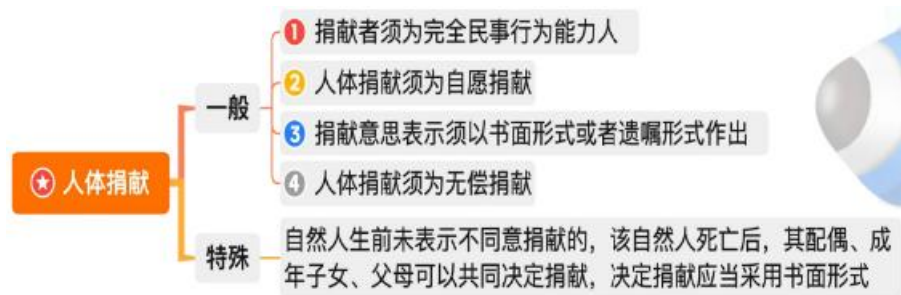 人体捐献
一般
1 捐献者须为完全民事行为能力人
2 人体捐献须为自愿捐献
3 捐献意思表示须以书面形式或者遗嘱形式作出
4 人体捐献须为无偿捐献
特殊
自然人生前未表示不同意捐献的，该自然人死亡后，其配偶、成
年子女、父母可以共同决定捐献，决定捐献应当采用书面形式